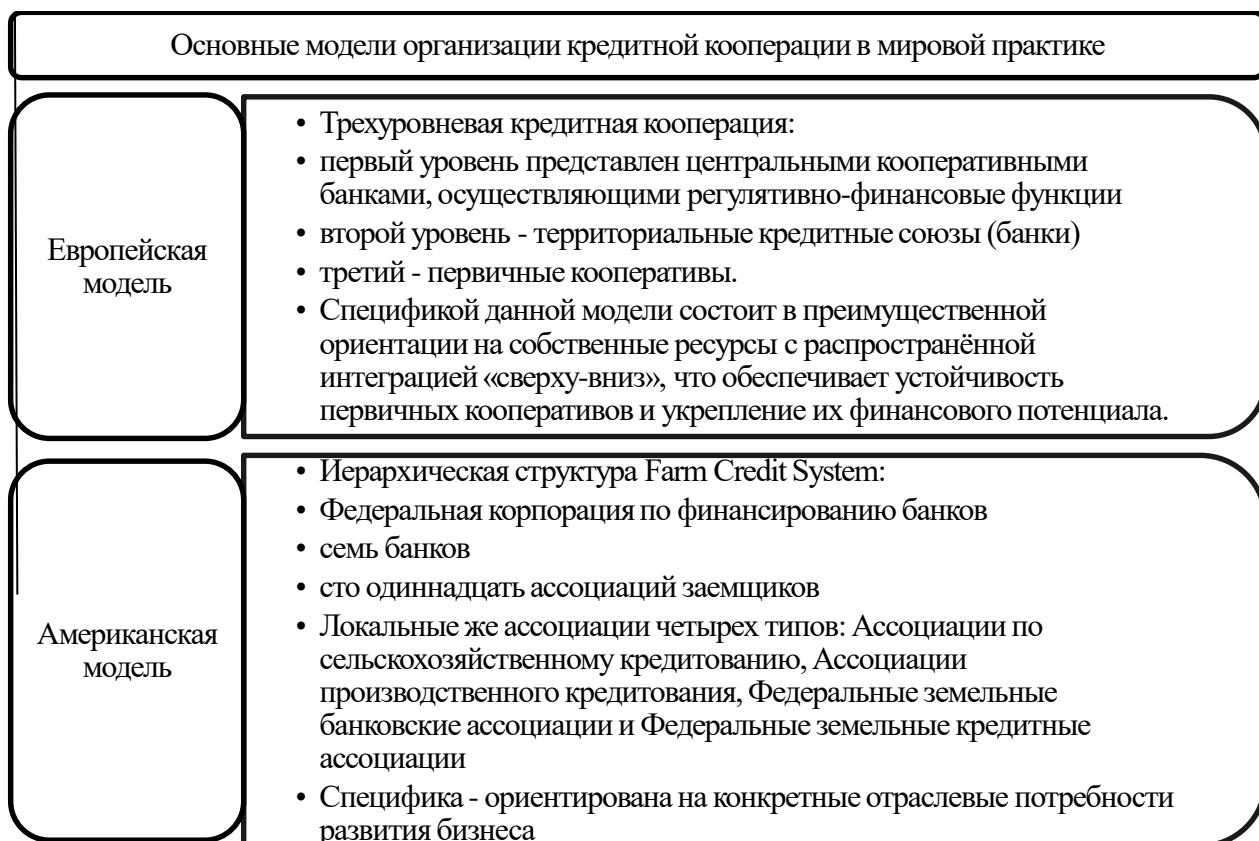 Основные модели организации кредитной кооперации в мировой практике
Европейская
модель
• Трехуровневая кредитная кооперация:
• первый уровень представлен центральными кооперативными
банками, осуществляющими регулятивно-финансовые функции
• второй уровень - территориальные кредитные союзы (банки)
• третий - первичные кооперативы.
• Спецификой данной модели состоит в преимущественной
ориентации на собственные ресурсы с распространённой
интеграцией «сверху-вниз», что обеспечивает устойчивость
первичных кооперативов и укрепление их финансового потенциала.
Американская
модель
• Иерархическая структура Farm Credit System:
• Федеральная корпорация по финансированию банков
• семь банков
• сто одиннадцать ассоциаций заемщиков
• Локальные же ассоциации четырех типов: Ассоциации по
сельскохозяйственному кредитованию, Ассоциации
производственного кредитования, Федеральные земельные
банковские ассоциации и Федеральные земельные кредитные
ассоциации
• Специфика - ориентирована на конкретные отраслевые потребности
развития бизнеса